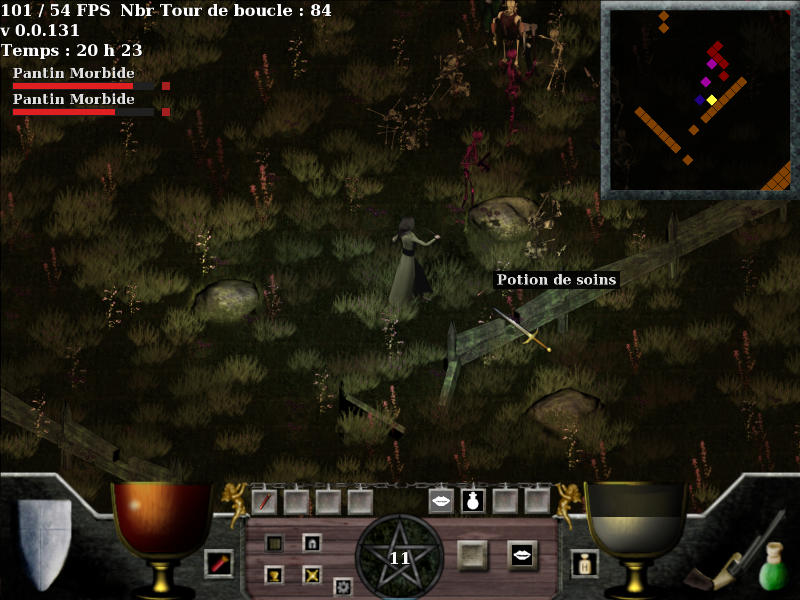 101 / 54 FPS  Nbr Tour de boucle : 84
v 0.0.131
Temps : 20 h 23
Pantin Morbide
Pantin Morbide
Potion de soins
11
H